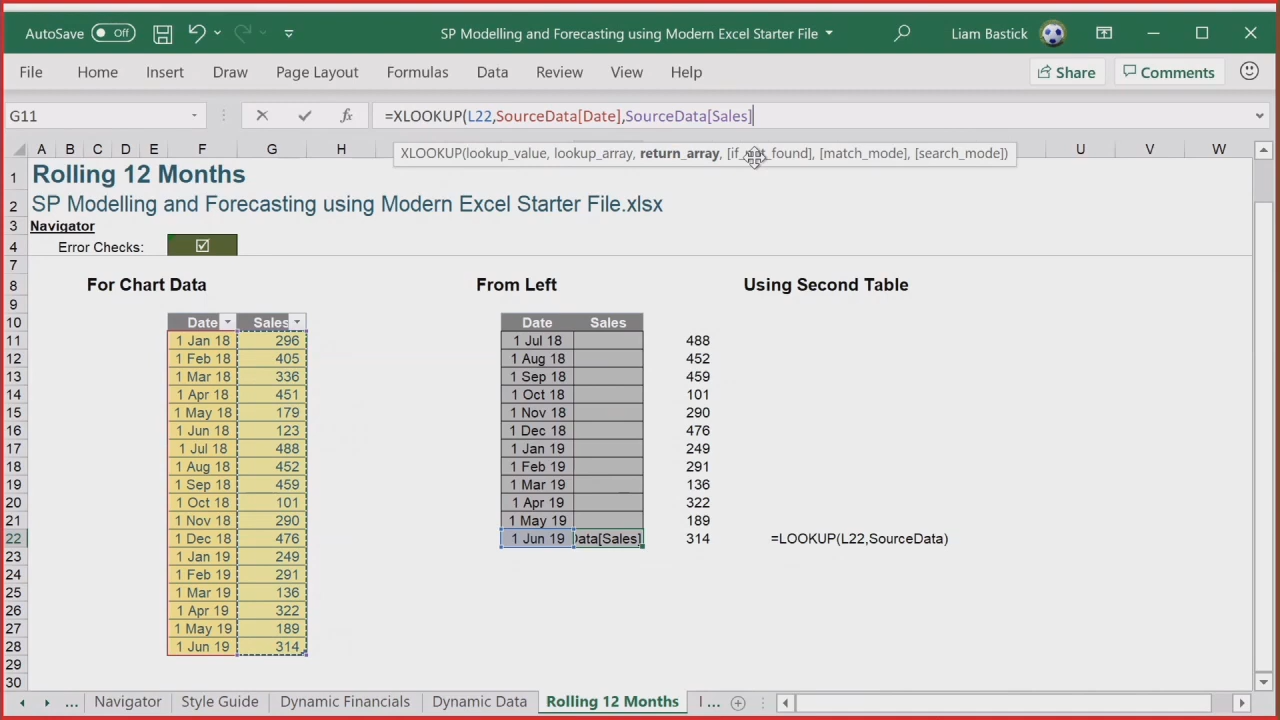 AutoSave Off SP Modelling and Forecasting using Modern Excel Starter File Liam Bastick
File Home Insert Draw Page Layout Formulas Data Review View Help Share Comments
G11 fx =XLOOKUP(L22,SourceData[Date],SourceData[Sales]
XLOOKUP(lookup_value, lookup_array, return_array, [if_not_found], [match_mode], [search_mode])
A B C D E F G H U V W
1 Rolling 12 Months
2 SP Modelling and Forecasting using Modern Excel Starter File.xlsx
3 Navigator
4 Error Checks:
7
8 For Chart Data From Left Using Second Table
9
10 Date Sales Date Sales
11 1 Jan 18 296 1 Jul 18 488
12 1 Feb 18 405 1 Aug 18 452
13 1 Mar 18 336 1 Sep 18 459
14 1 Apr 18 451 1 Oct 18 101
15 1 May 18 179 1 Nov 18 290
16 1 Jun 18 123 1 Dec 18 476
17 1 Jul 18 488 1 Jan 19 249
18 1 Aug 18 452 1 Feb 19 291
19 1 Sep 18 459 1 Mar 19 136
20 1 Oct 18 101 1 Apr 19 322
21 1 Nov 18 290 1 May 19 189
22 1 Dec 18 476 1 Jun 19 Data[Sales] 314 =LOOKUP(L22,SourceData)
23 1 Jan 19 249
24 1 Feb 19 291
25 1 Mar 19 136
26 1 Apr 19 322
27 1 May 19 189
28 1 Jun 19 314
29
30
... Navigator Style Guide Dynamic Financials Dynamic Data Rolling 12 Months I ...